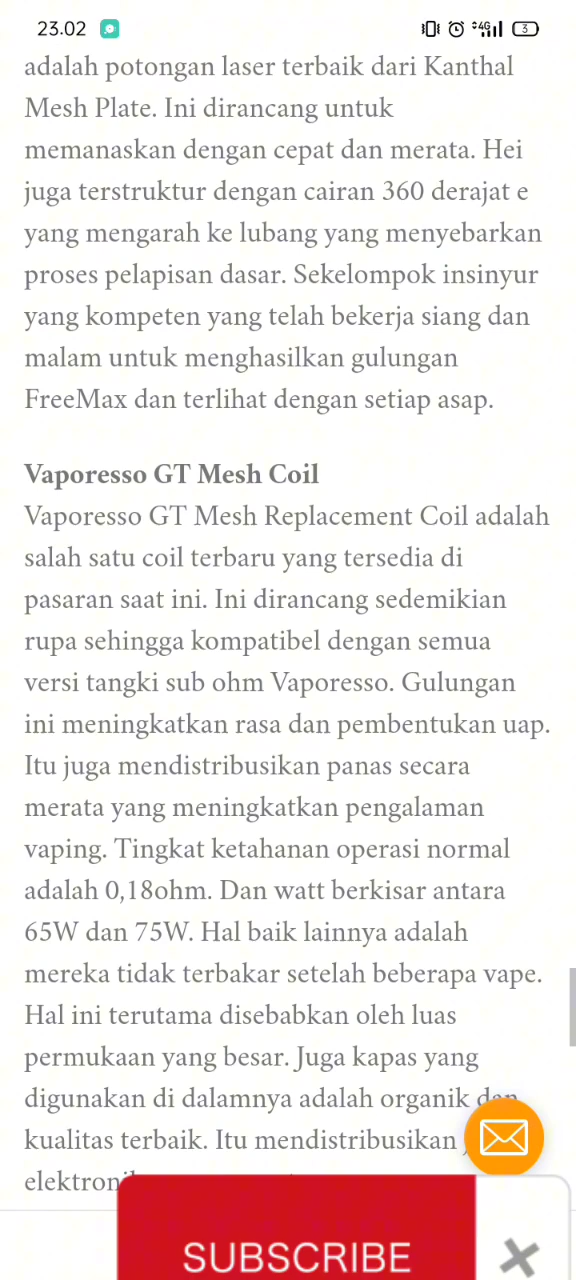 23.02
4G
3
adalah potongan laser terbaik dari Kanthal
Mesh Plate. Ini dirancang untuk
memanaskan dengan cepat dan merata. Hei
juga terstruktur dengan cairan 360 derajat e
yang mengarah ke lubang yang menyebarkan
proses pelapisan dasar. Sekelompok insinyur
yang kompeten yang telah bekerja siang dan
malam untuk menghasilkan gulungan
FreeMax dan terlihat dengan setiap asap.
Vaporesso GT Mesh Coil
Vaporesso GT Mesh Replacement Coil adalah
salah satu coil terbaru yang tersedia di
pasaran saat ini. Ini dirancang sedemikian
rupa sehingga kompatibel dengan semua
versi tangki sub ohm Vaporesso. Gulungan
ini meningkatkan rasa dan pembentukan uap.
Itu juga mendistribusikan panas secara
merata yang meningkatkan pengalaman
vaping. Tingkat ketahanan operasi normal
adalah 0,18ohm. Dan watt berkisar antara
65W dan 75W. Hal baik lainnya adalah
mereka tidak terbakar setelah beberapa vape.
Hal ini terutama disebabkan oleh luas
permukaan yang besar. Juga kapas yang
digunakan di dalamnya adalah organik dan
kualitas terbaik. Itu mendistribusikan
SUBSCRIBE